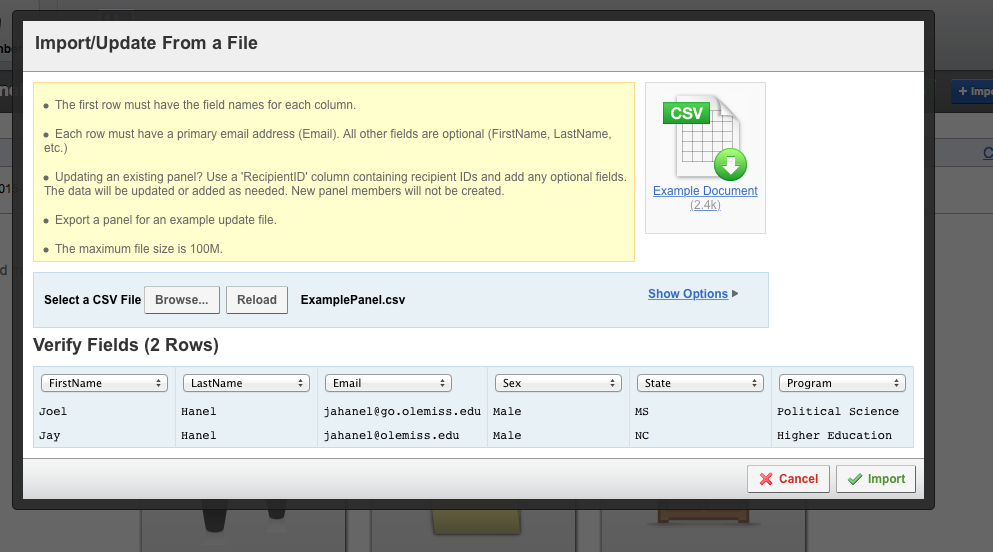 Import/Update From a File
• The first row must have the field names for each column.
• Each row must have a primary email address (Email). All other fields are optional (FirstName, LastName,
etc.)
• Updating an existing panel? Use a 'RecipientID' column containing recipient IDs and add any optional fields.
The data will be updated or added as needed. New panel members will not be created.
• Export a panel for an example update file.
• The maximum file size is 100M.
CSV
Example Document
(2.4k)
+ Impo
Select a CSV File Browse... Reload ExamplePanel.csv Show Options
Verify Fields (2 Rows)
FirstName LastName Email Sex State Program
Joel Hanel jahanel@go.olemiss.edu Male MS Political Science
Jay Hanel jahanel@olemiss.edu Male NC Higher Education
Cancel Import